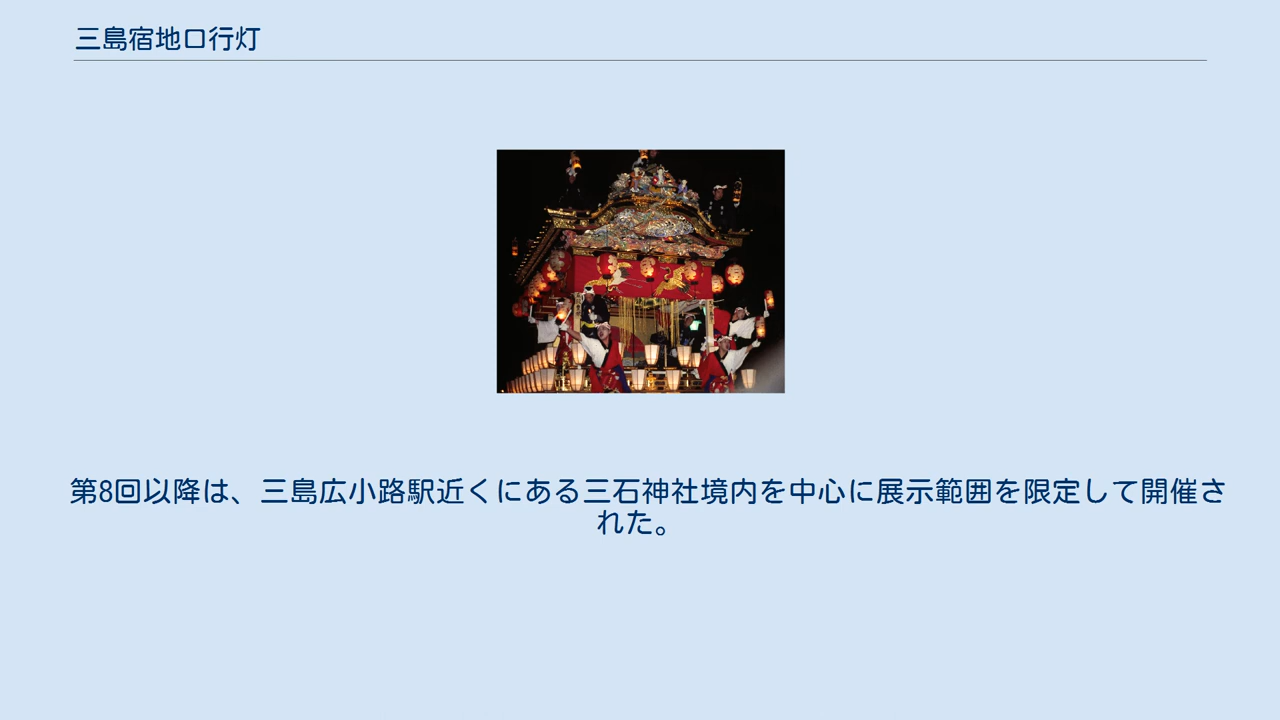 三島宿地口行灯
第8回以降は、三島広小路駅近くにある三石神社境内を中心に展示範囲を限定して開催さ
れた。